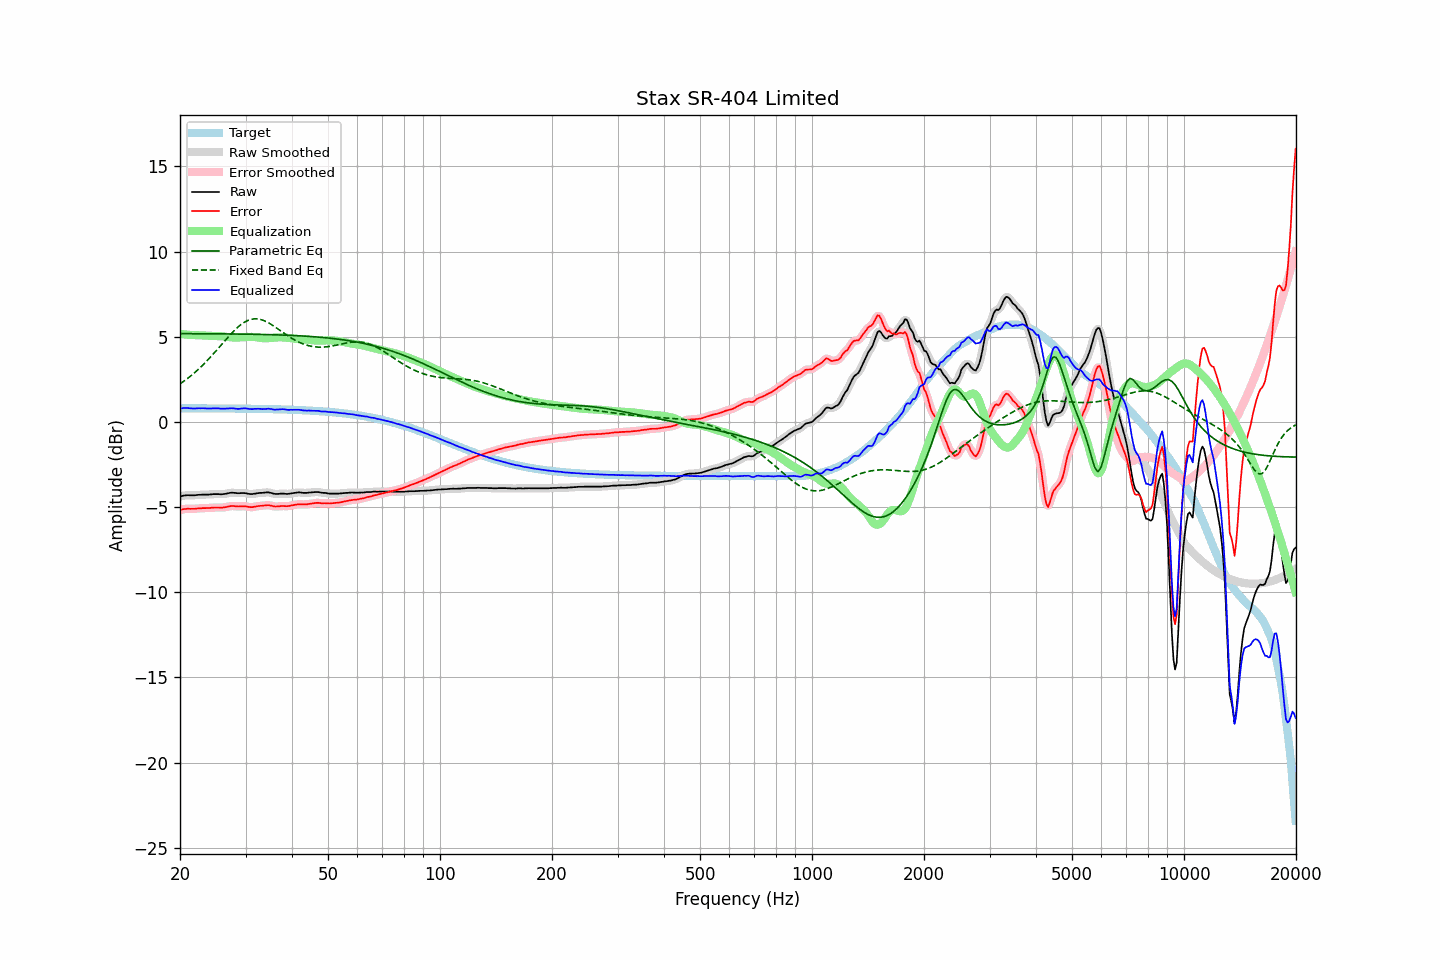 Stax SR-404 Limited
Target
Raw Smoothed
Error Smoothed
Raw
Error
Equalization
Parametric Eq
Fixed Band Eq
Equalized
15
10
5
0
−5
−10
−15
−20
−25
Amplitude (dBr)
20 50 100 200 500 1000 2000 5000 10000 20000
Frequency (Hz)